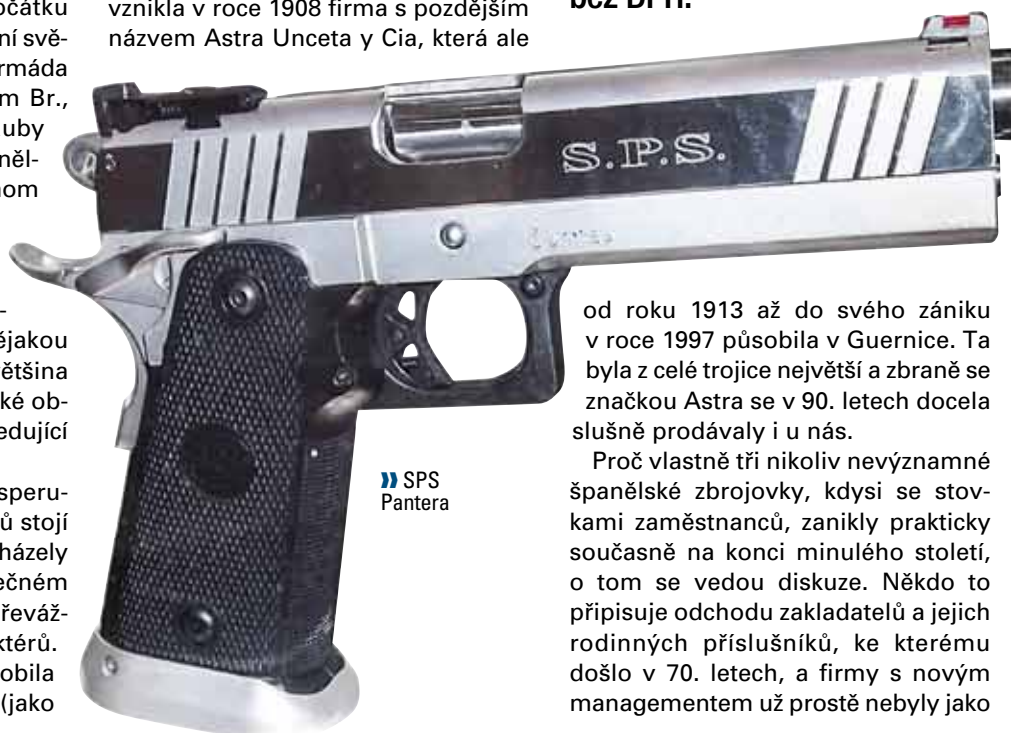 očátku
ní svě-
rmáda
m Br.,
uby
něl-
nom
-
ějakou
ětšina
ké ob-
edující
speru-
ů stojí
házely
ečném
řeváž-
ktérů.
obila
(jako
vznikla v roce 1908 firma s pozdějším
názvem Astra Unceta y Cia, která ale
S.P.S.
SPS
Pantera
bez DPH.
od roku 1913 až do svého zániku
v roce 1997 působila v Guernice. Ta
byla z celé trojice největší a zbraně se
značkou Astra se v 90. letech docela
slušně prodávaly i u nás.
Proč vlastně tři nikoliv nevýznamné
španělské zbrojovky, kdysi se stov-
kami zaměstnanců, zanikly prakticky
současně na konci minulého století,
o tom se vedou diskuze. Někdo to
připisuje odchodu zakladatelů a jejich
rodinných příslušníků, ke kterému
došlo v 70. letech, a firmy s novým
managementem už prostě nebyly jako